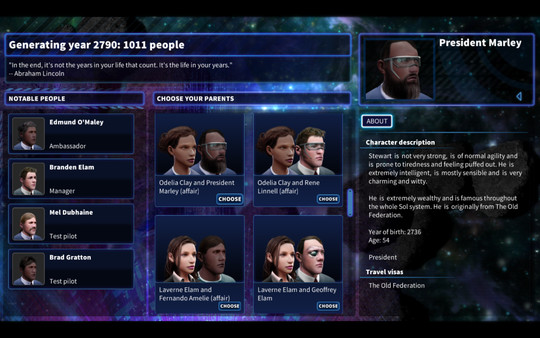 Generating year 2790: 1011 people
"In the end, it's not the years in your life that count. It's the life in your years."
-- Abraham Lincoln
NOTABLE PEOPLE
Edmund O'Maley
Ambassador
Branden Elam
Manager
Mel Dubhaine
Test pilot
Brad Gratton
Test pilot
CHOOSE YOUR PARENTS
Odelia Clay and President
Marley (affair)
CHOOSE
Odelia Clay and Rene
Linnell (affair)
CHOOSE
Laverne Elam and
Fernando Amelie (affair)
CHOOSE
Laverne Elam and Geoffrey
Elam
CHOOSE
President Marley
ABOUT
Character description
Stewart is not very strong, is of normal agility and
is prone to tiredness and feeling puffed out. He is
extremely intelligent, is mostly sensible and is very
charming and witty.
He is extremely wealthy and is famous throughout
the whole Sol system. He is originally from The Old
Federation.
Year of birth: 2736
Age: 54
President
Travel visas
The Old Federation